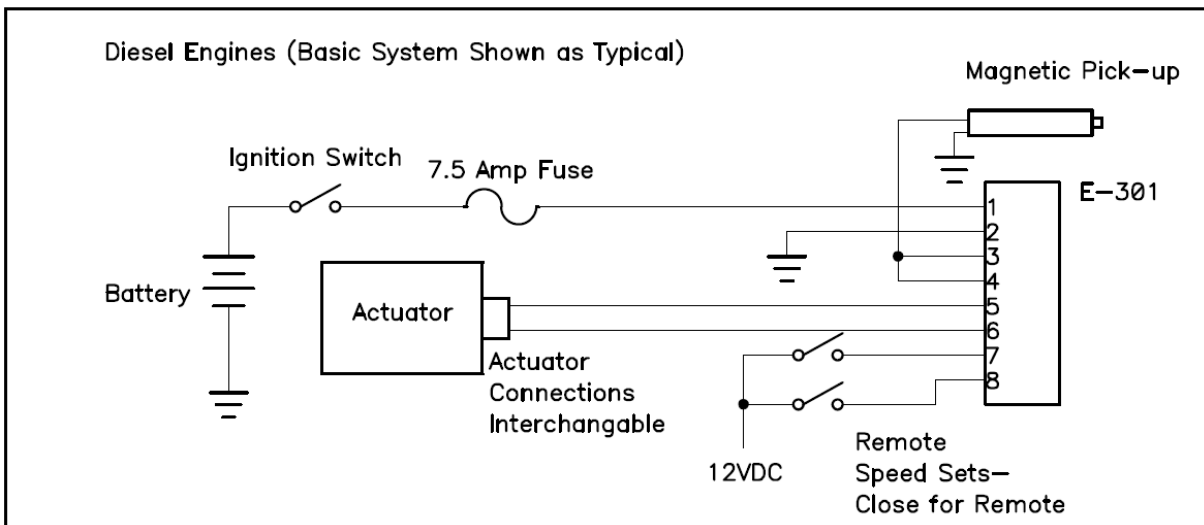 Diesel Engines (Basic System Shown as Typical)
Magnetic Pick-up
Ignition Switch
7.5 Amp Fuse
E-301
1
2
3
4
5
6
7
8
Battery
Actuator
Actuator
Connections
Interchangable
12VDC
Remote
Speed Sets-
Close for Remote